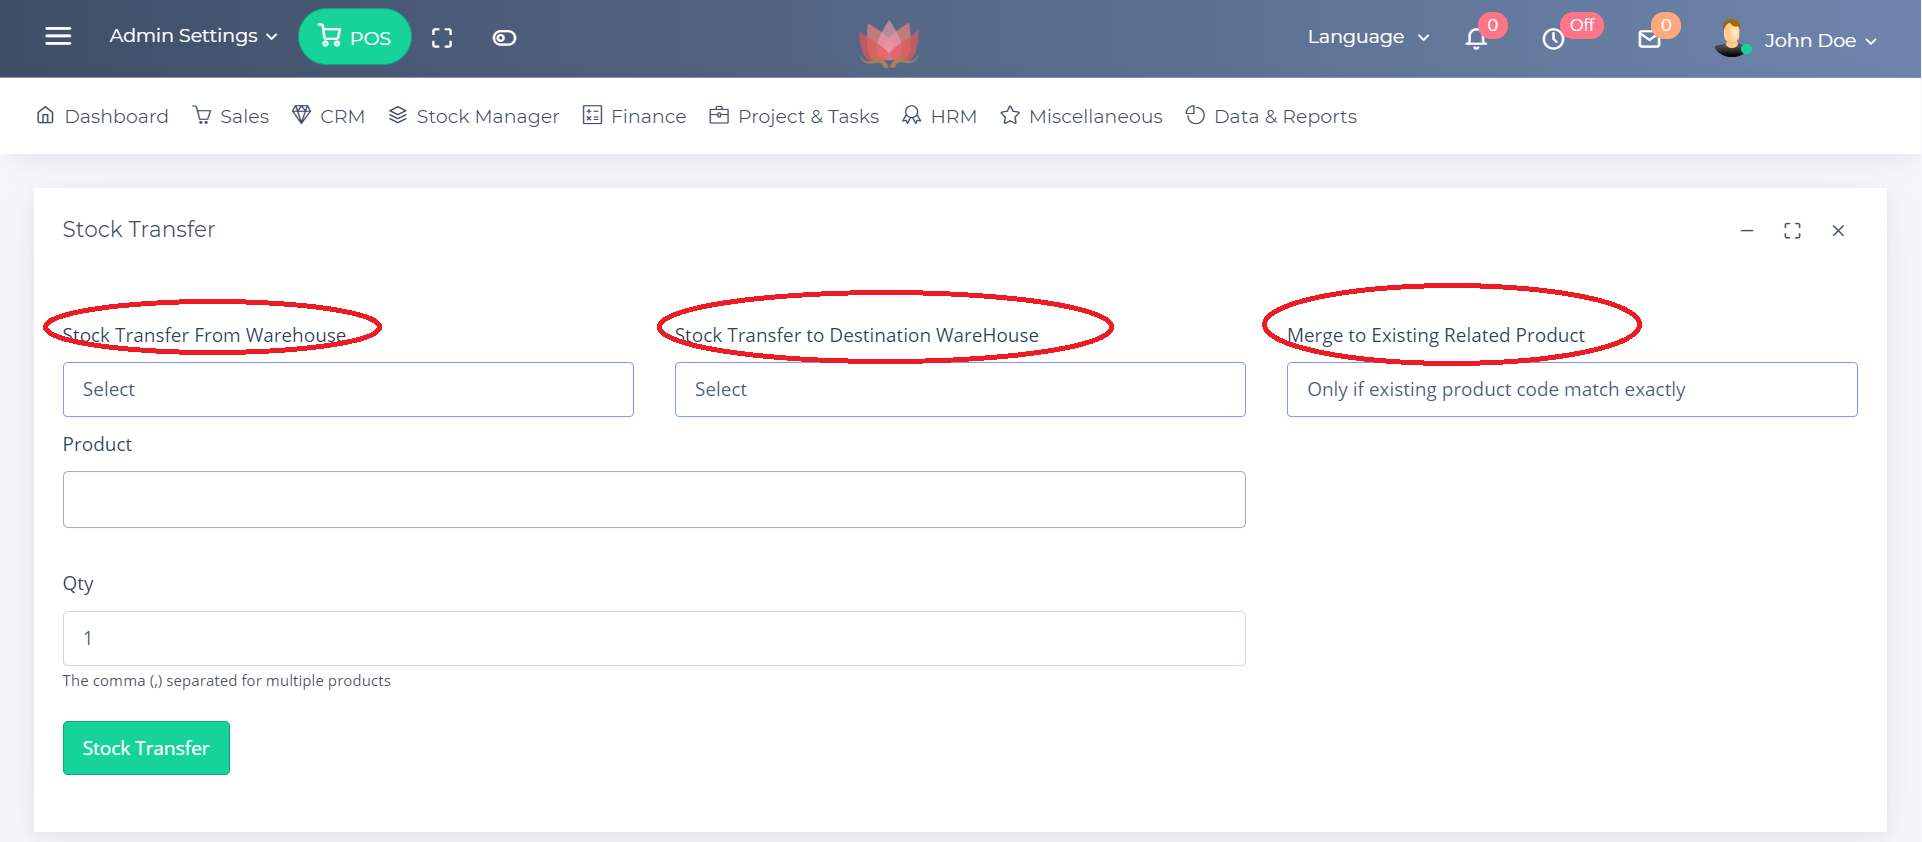 Admin Settings POS Language 0 Off 0 John Doe
Dashboard Sales CRM Stock Manager Finance Project & Tasks HRM Miscellaneous Data & Reports
Stock Transfer
Stock Transfer From Warehouse Stock Transfer to Destination WareHouse Merge to Existing Related Product
Select Select Only if existing product code match exactly
Product
Qty
1
The comma (,) separated for multiple products
Stock Transfer